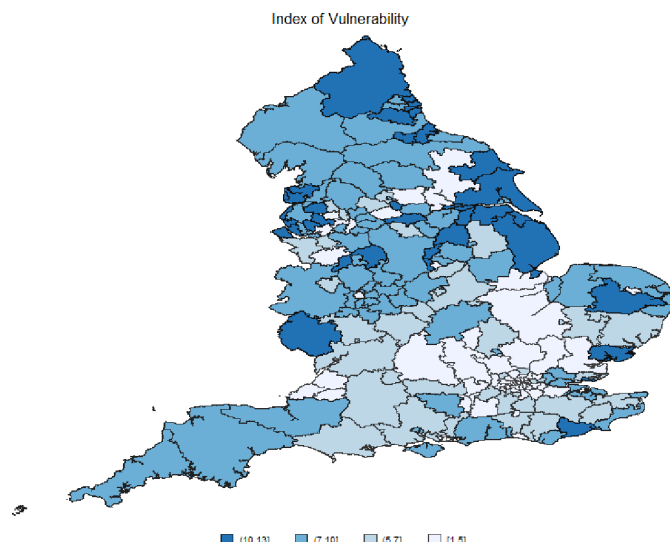 Index of Vulnerability
(10,13] (7,10] (5,7] [1,5]